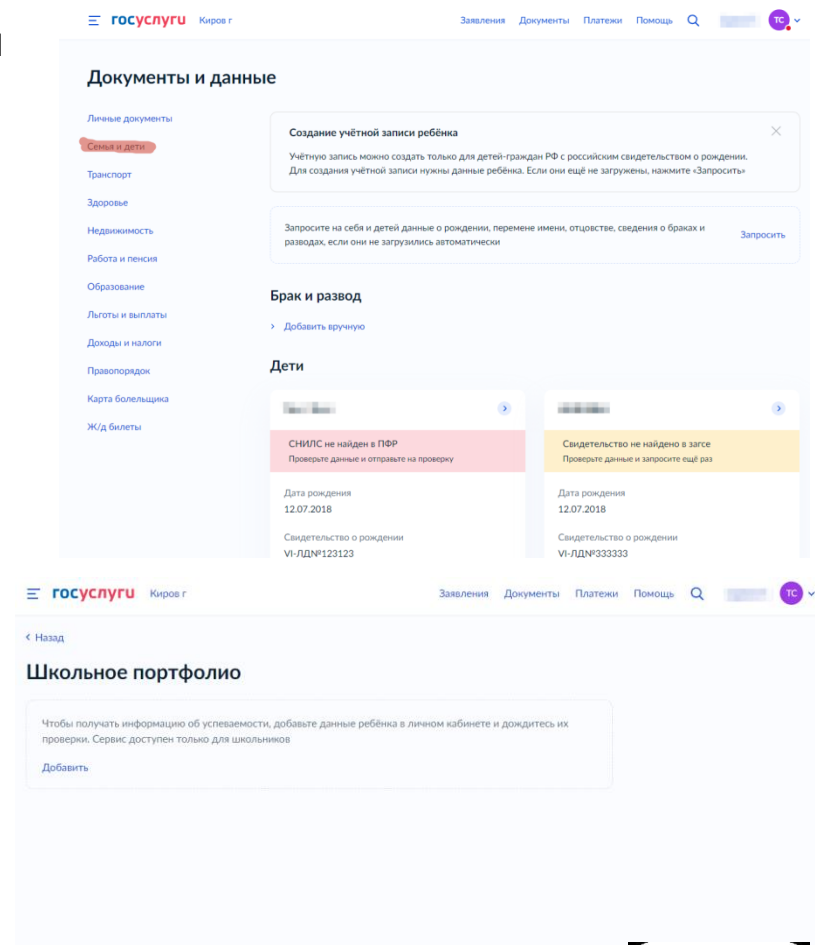 госуслуги Киров г Заявления Документы Платежи Помощь ТС
Документы и данные
Личные документы
Семья и дети
Транспорт
Здоровье
Недвижимость
Работа и пенсия
Образование
Льготы и выплаты
Доходы и налоги
Правопорядок
Карта болельщика
Ж/д билеты
Создание учётной записи ребёнка
Учётную запись можно создать только для детей-граждан РФ с российским свидетельством о рождении.
Для создания учётной записи нужны данные ребёнка. Если они ещё не загружены, нажмите «Запросить»
Запросите на себя и детей данные о рождении, перемене имени, отцовстве, сведения о браках и
разводах, если они не загрузились автоматически
Запросить
Брак и развод
Добавить вручную
Дети
СНИЛС не найден в ПФР
Проверьте данные и отправьте на проверку
Дата рождения
12.07.2018
Свидетельство о рождении
VI-ЛД№123123
Свидетельство не найдено в загсе
Проверьте данные и запросите ещё раз
Дата рождения
12.07.2018
Свидетельство о рождении
VI-ЛД№333333
госуслуги Киров г Заявления Документы Платежи Помощь ТС
Назад
Школьное портфолио
Чтобы получать информацию об успеваемости, добавьте данные ребёнка в личном кабинете и дождитесь их
проверки. Сервис доступен только для школьников
Добавить